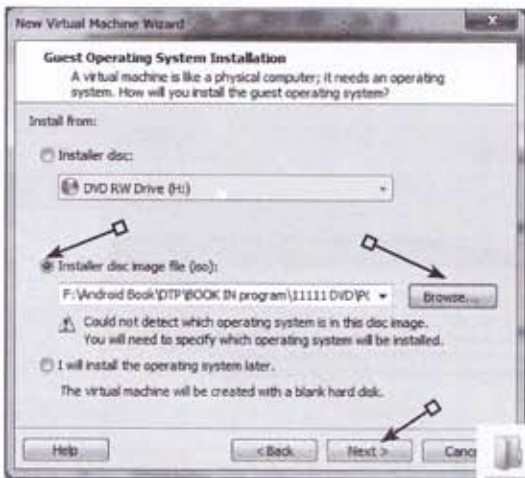 New Virtual Machine Wizard
Guest Operating System Installation
A virtual machine is like a physical computer; it needs an operating
system. How will you install the guest operating system?
Install from:
Installer disc:
DVD RW Drive (H:)
Installer disc image file (iso):
F:\Android Book\DTP\BOOK IN program\11111 DVD\P
Browse...
Could not detect which operating system is in this disc image.
You will need to specify which operating system will be installed.
I will install the operating system later.
The virtual machine will be created with a blank hard disk.
Help
< Back
Next >
Canc